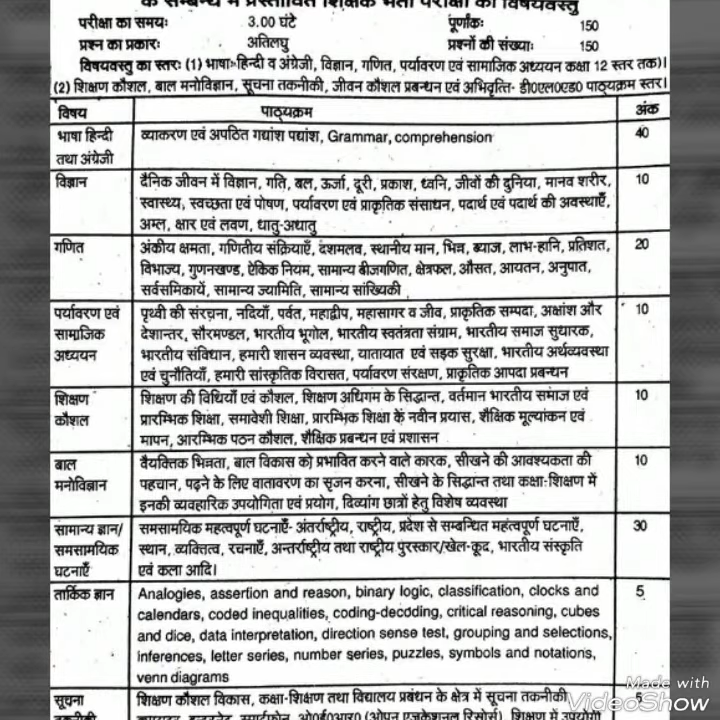 के सम्बन्ध में प्रस्तावित शिक्षक भर्ती परीक्षा की विषयवस्तु
परीक्षा का समयः 3.00 घंटे पूर्णांकः 150
प्रश्न का प्रकारः अतिलघु प्रश्नों की संख्याः 150
विषयवस्तु का स्तरः (1) भाषाः-हिन्दी व अंग्रेजी, विज्ञान, गणित, पर्यावरण एवं सामाजिक अध्ययन कक्षा 12 स्तर तक)।
(2) शिक्षण कौशल, बाल मनोविज्ञान, सूचना तकनीकी, जीवन कौशल प्रबन्धन एवं अभिवृत्ति- डी0एल0एड0 पाठ्यक्रम स्तर।
विषय पाठ्यक्रम अंक
भाषा हिन्दी व्याकरण एवं अपठित गद्यांश पद्यांश, Grammar, comprehension 40
तथा अंग्रेजी
विज्ञान दैनिक जीवन में विज्ञान, गति, बल, ऊर्जा, दूरी, प्रकाश, ध्वनि, जीवों की दुनिया, मानव शरीर, 10
स्वास्थ्य, स्वच्छता एवं पोषण, पर्यावरण एवं प्राकृतिक संसाधन, पदार्थ एवं पदार्थ की अवस्थाएँ,
अम्ल, क्षार एवं लवण, धातु-अधातु
गणित अंकीय क्षमता, गणितीय संक्रियाएँ, दशमलव, स्थानीय मान, भिन्न, ब्याज, लाभ-हानि, प्रतिशत, 20
विभाज्य, गुणनखण्ड, ऐकिक नियम, सामान्य बीजगणित, क्षेत्रफल, औसत, आयतन, अनुपात,
सर्वसमिकायें, सामान्य ज्यामिति, सामान्य सांख्यिकी
पर्यावरण एवं पृथ्वी की संरचना, नदियाँ, पर्वत, महाद्वीप, महासागर व जीव, प्राकृतिक सम्पदा, अक्षांश और 10
सामाजिक देशान्तर, सौरमण्डल, भारतीय भूगोल, भारतीय स्वतंत्रता संग्राम, भारतीय समाज सुधारक,
अध्ययन भारतीय संविधान, हमारी शासन व्यवस्था, यातायात एवं सड़क सुरक्षा, भारतीय अर्थव्यवस्था
एवं चुनौतियाँ, हमारी सांस्कृतिक विरासत, पर्यावरण संरक्षण, प्राकृतिक आपदा प्रबन्धन
शिक्षण शिक्षण की विधियाँ एवं कौशल, शिक्षण अधिगम के सिद्धान्त, वर्तमान भारतीय समाज एवं 10
कौशल प्रारम्भिक शिक्षा, समावेशी शिक्षा, प्रारम्भिक शिक्षा के नवीन प्रयास, शैक्षिक मूल्यांकन एवं
मापन, आरम्भिक पठन कौशल, शैक्षिक प्रबन्धन एवं प्रशासन
बाल वैयक्तिक भिन्नता, बाल विकास को प्रभावित करने वाले कारक, सीखने की आवश्यकता की 10
मनोविज्ञान पहचान, पढ़ने के लिए वातावरण का सृजन करना, सीखने के सिद्धान्त तथा कक्षा-शिक्षण में
इनकी व्यवहारिक उपयोगिता एवं प्रयोग, दिव्यांग छात्रों हेतु विशेष व्यवस्था
सामान्य ज्ञान/ समसामयिक महत्वपूर्ण घटनाएँ- अंतर्राष्ट्रीय, राष्ट्रीय, प्रदेश से सम्बन्धित महत्वपूर्ण घटनाएँ, 30
समसामयिक स्थान, व्यक्तित्व, रचनाएँ, अन्तर्राष्ट्रीय तथा राष्ट्रीय पुरस्कार/खेल-कूद, भारतीय संस्कृति
घटनाएँ एवं कला आदि।
तार्किक ज्ञान Analogies, assertion and reason, binary logic, classification, clocks and 5
calendars, coded inequalities, coding-decoding, critical reasoning, cubes
and dice, data interpretation, direction sense test, grouping and selections,
inferences, letter series, number series, puzzles, symbols and notations,
venn diagrams
सूचना शिक्षण कौशल विकास, कक्षा-शिक्षण तथा विद्यालय प्रबंधन के क्षेत्र में सूचना तकनीकी, 5
तकनीकी कम्प्यूटर, इन्टरनेट, स्मार्टफोन, ओ0ई0आर0 (ओपन एजुकेशनल रिसोर्स), शिक्षण में उपयोगी
Made with
VideoShow